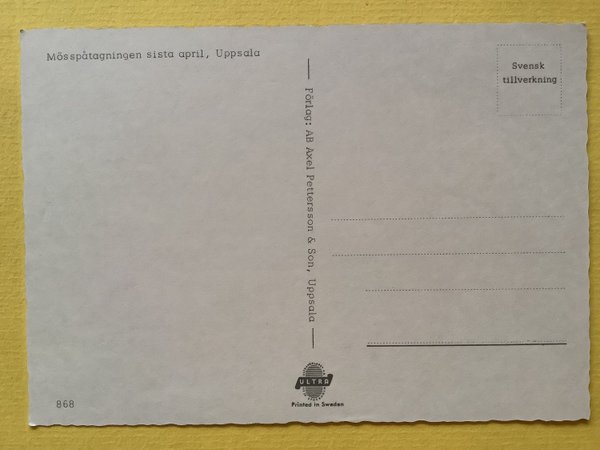 Mösspåtagningen sista april, Uppsala
Svensk
tillverkning
Förlag: AB Axel Pettersson & Son, Uppsala
ULTRA
Printed in Sweden
868